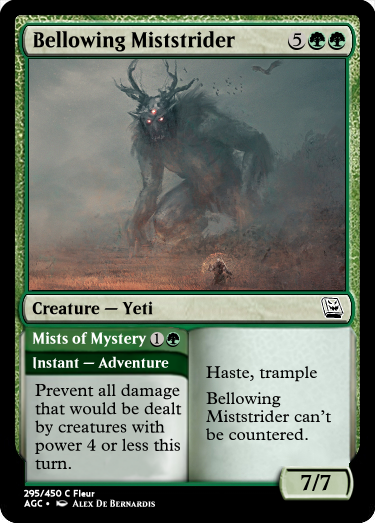 Bellowing Miststrider 5
Creature — Yeti
Mists of Mystery 1
Instant — Adventure
Prevent all damage
that would be dealt
by creatures with
power 4 or less this
turn.
Haste, trample
Bellowing
Miststrider can't
be countered.
7/7
295/450 C Fleur
AGC • Alex De Bernardis